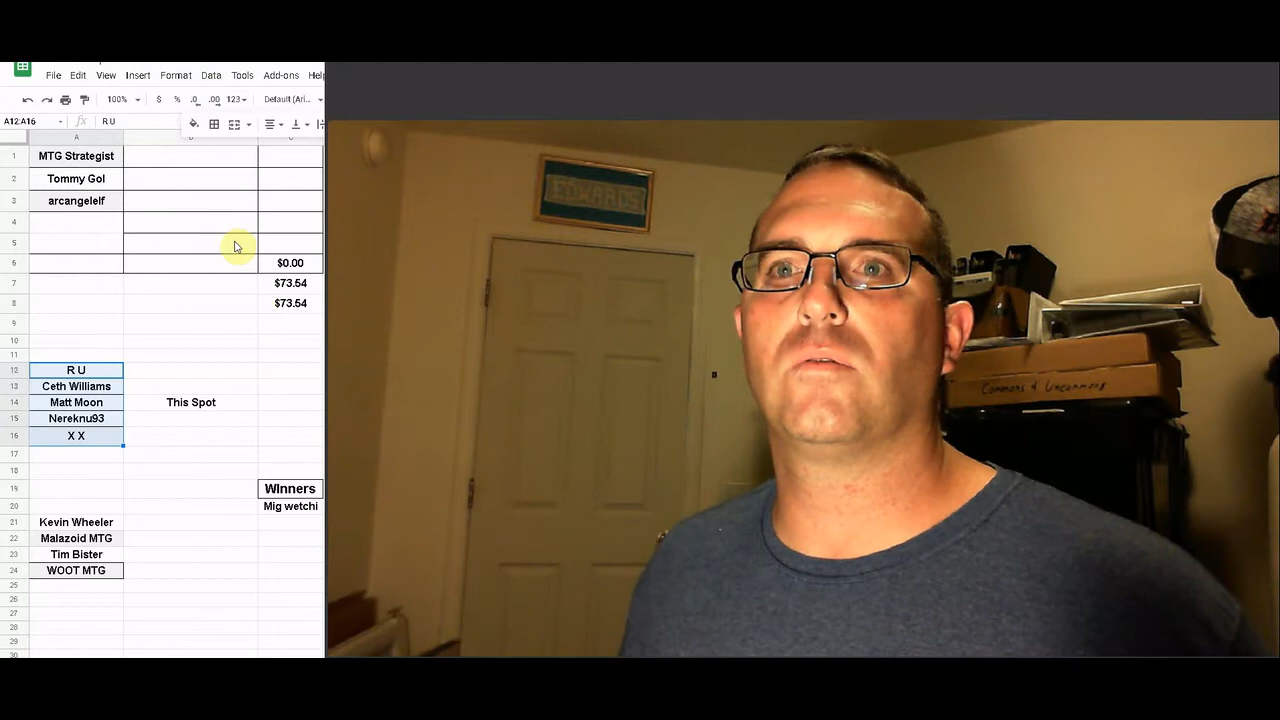 File Edit View Insert Format Data Tools Add-ons Help
100% $ % .0 .00 123 Default (Ari...
A12:A16 fx R U
A
1 MTG Strategist
2 Tommy Gol
3 arcangelelf
4
5
6 $0.00
7 $73.54
8 $73.54
9
10
11
12 R U
13 Ceth Williams
14 Matt Moon This Spot
15 Nereknu93
16 X X
17
18
19 Winners
20 Mig wetchi
21 Kevin Wheeler
22 Malazoid MTG
23 Tim Bister
24 WOOT MTG
25
26
27
28
29
30
EDWARDS
Commons & Uncommons